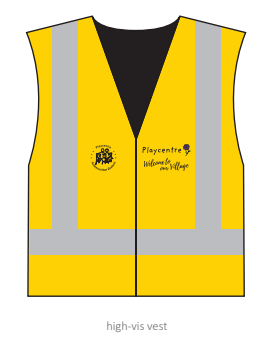 Playcentre
Welcome to
our Village
high-vis vest